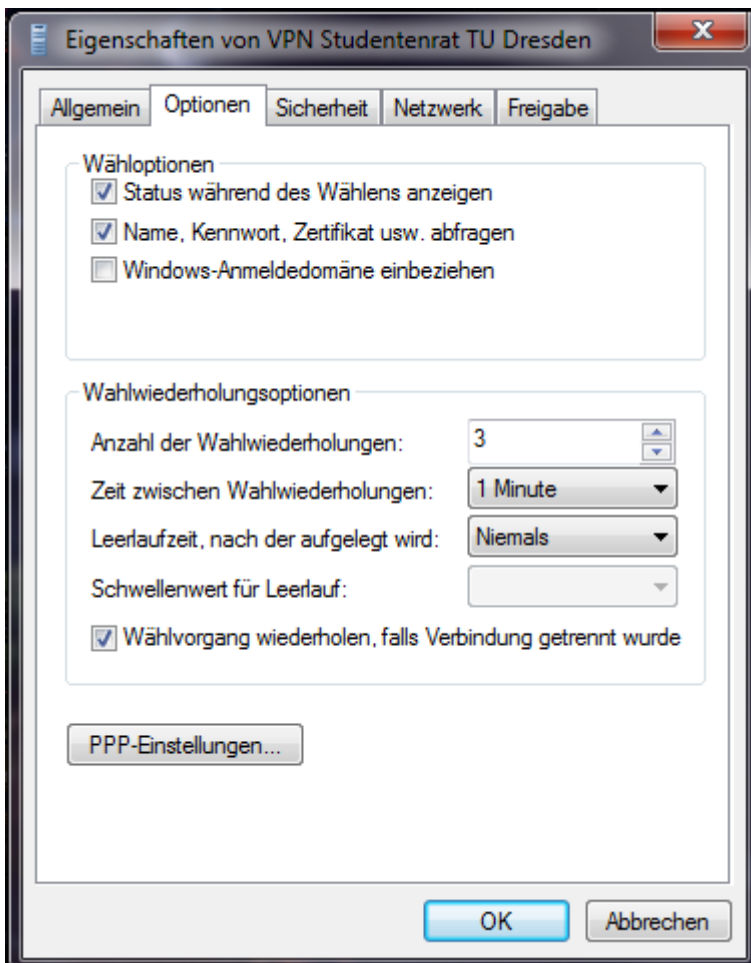 Eigenschaften von VPN Studentenrat TU Dresden
Allgemein Optionen Sicherheit Netzwerk Freigabe
Wähloptionen
Status während des Wählens anzeigen
Name, Kennwort, Zertifikat usw. abfragen
Windows-Anmeldedomäne einbeziehen
Wahlwiederholungsoptionen
Anzahl der Wahlwiederholungen: 3
Zeit zwischen Wahlwiederholungen: 1 Minute
Leerlaufzeit, nach der aufgelegt wird: Niemals
Schwellenwert für Leerlauf:
Wählvorgang wiederholen, falls Verbindung getrennt wurde
PPP-Einstellungen...
OK Abbrechen